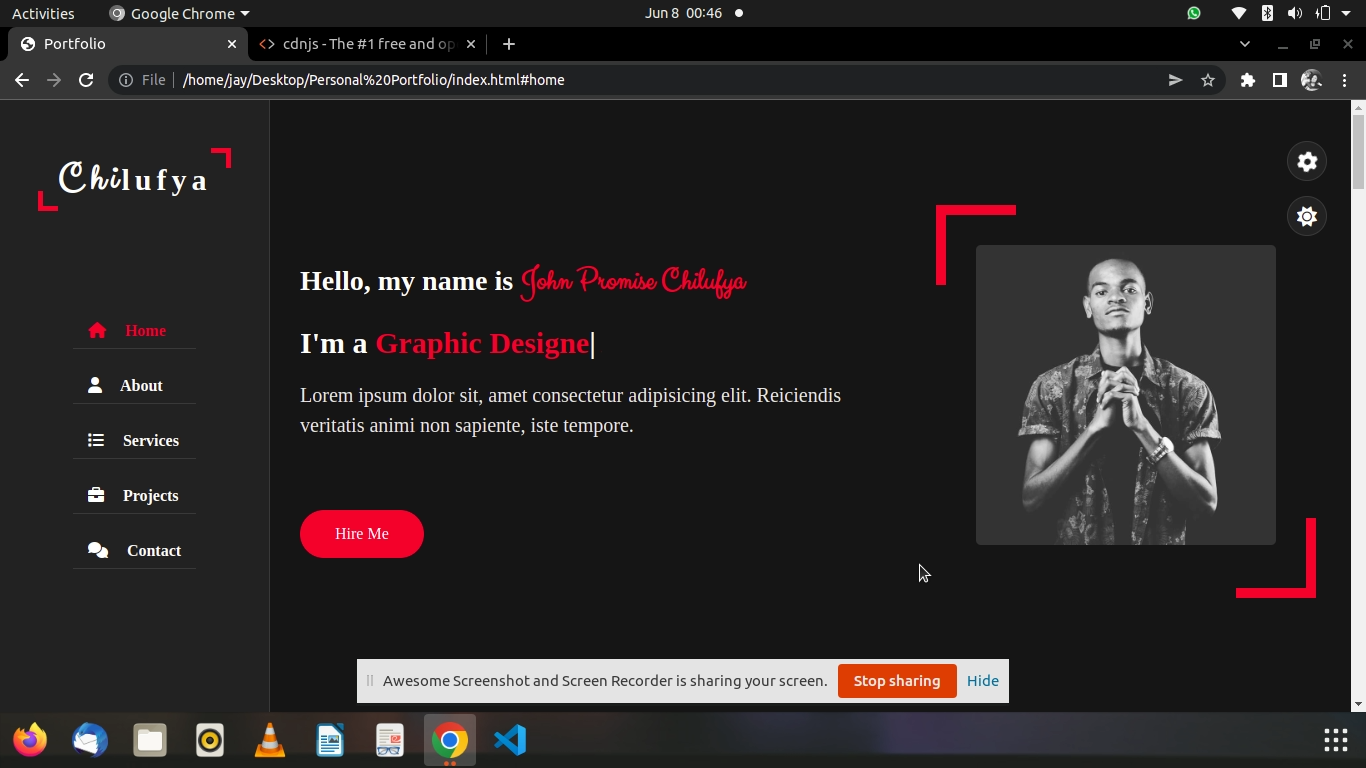 Activities Google Chrome Jun 8 00:46
Portfolio cdnjs - The #1 free and op
File /home/jay/Desktop/Personal%20Portfolio/index.html#home
Chilufya
Home
About
Services
Projects
Contact
Hello, my name is John Promise Chilufya
I'm a Graphic Designe|
Lorem ipsum dolor sit, amet consectetur adipisicing elit. Reiciendis
veritatis animi non sapiente, iste tempore.
Hire Me
Awesome Screenshot and Screen Recorder is sharing your screen. Stop sharing Hide